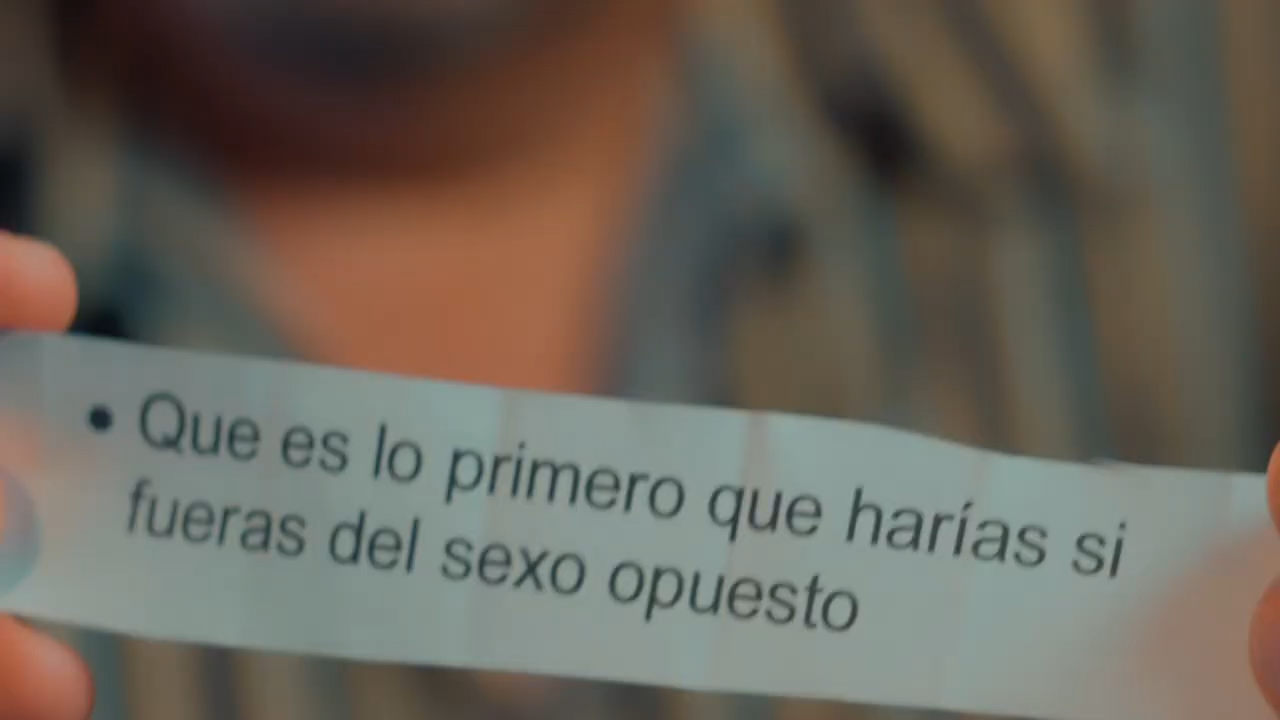 • Que es lo primero que harías si
fueras del sexo opuesto